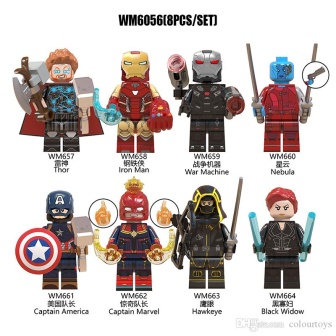 WM6056(8PCS/SET)
WM657
雷神
Thor
WM658
钢铁侠
Iron Man
WM659
战争机器
War Machine
WM660
星云
Nebula
WM661
美国队长
Captain America
WM662
惊奇队长
Captain Marvel
WM663
鹰眼
Hawkeye
WM664
黑寡妇
Black Widow
DHgate.com: colourtoys